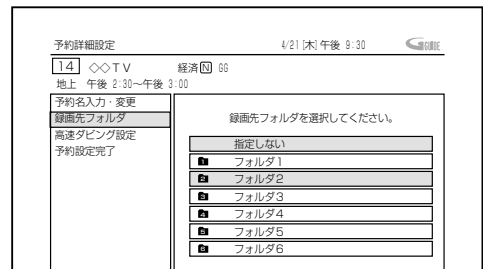 予約詳細設定 4/21[木]午後 9:30 GGUIDE
14 ◇◇TV 経済N GG
地上 午後 2:30～午後 3:00
予約名入力・変更
録画先フォルダ
高速ダビング設定
予約設定完了
録画先フォルダを選択してください。
指定しない
1 フォルダ1
2 フォルダ2
3 フォルダ3
4 フォルダ4
5 フォルダ5
6 フォルダ6